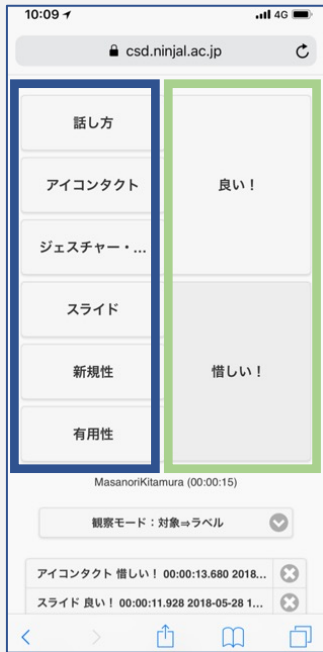 10:09
4G
csd.ninjal.ac.jp
話し方
アイコンタクト
良い！
ジェスチャー・...
スライド
新規性
惜しい！
有用性
MasanoriKitamura (00:00:15)
観察モード：対象⇒ラベル
アイコンタクト 惜しい！ 00:00:13.680 2018...
スライド 良い！ 00:00:11.928 2018-05-28 1...